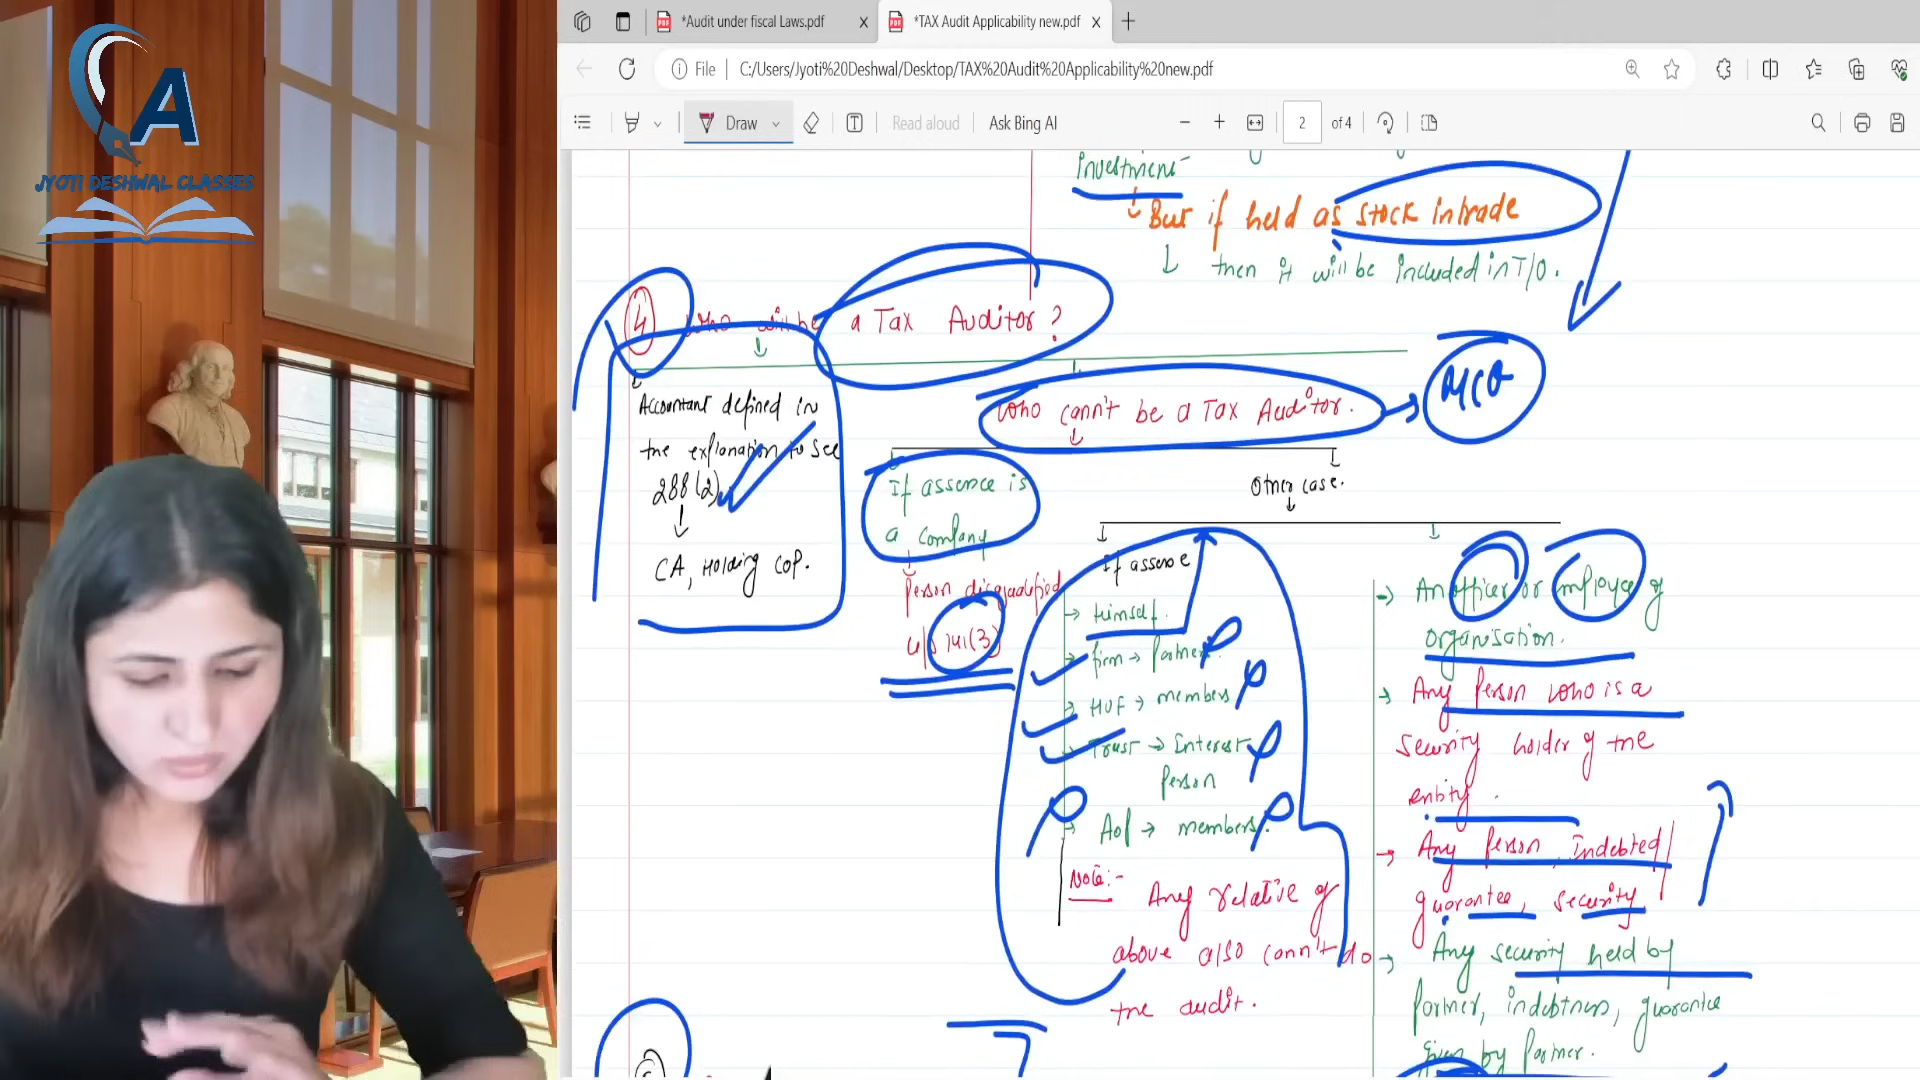 CA
JYOTI DESHWAL CLASSES
*Audit under fiscal Laws.pdf
*TAX Audit Applicability new.pdf
File
C:/Users/Jyoti%20Deshwal/Desktop/TAX%20Audit%20Applicability%20new.pdf
Draw
Read aloud
Ask Bing AI
2
of 4
Investment
But if held as stock intrade
then it will be included in T/O.
4 who will be a Tax Auditor?
Accountant defined in
the explanation to sec
288(2)
CA, Holding COP.
Who cann't be a Tax Auditor.
MCQ
If assessee is
a company
Person disqualified
u/s 141(3)
Other case.
If assesee
Himself.
firm → Partner.
HUF → members
Trust → Interest
Person
AOP → members.
Note:-
Any relative of
above also cann't do
the audit.
An officer or employee of
organisation.
Any Person who is a
security holder of the
entity.
Any Person Indebted/
guarantee, security
Any security held by
Partner, indebtness, guarantee
given by Partner.